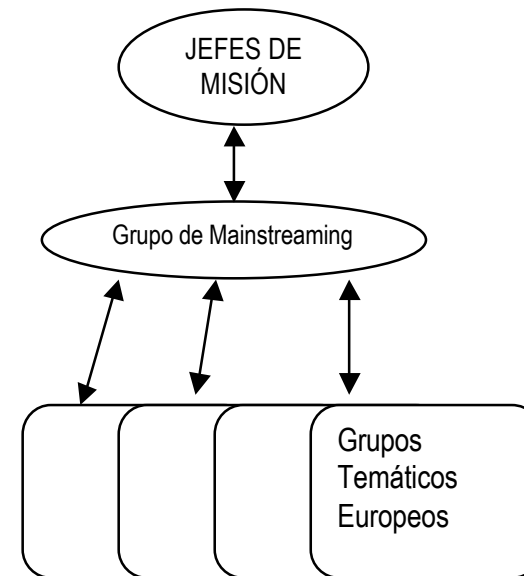 JEFES DE
MISIÓN
Grupo de Mainstreaming
Grupos
Temáticos
Europeos